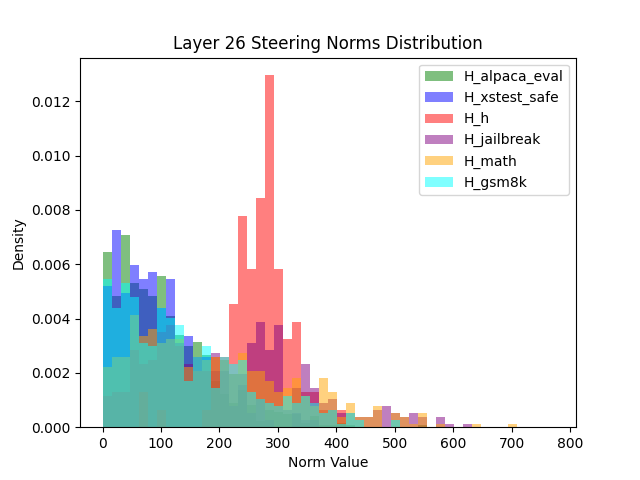 Layer 26 Steering Norms Distribution
H_alpaca_eval
H_xstest_safe
H_h
H_jailbreak
H_math
H_gsm8k
Density
0.012
0.010
0.008
0.006
0.004
0.002
0.000
0 100 200 300 400 500 600 700 800
Norm Value